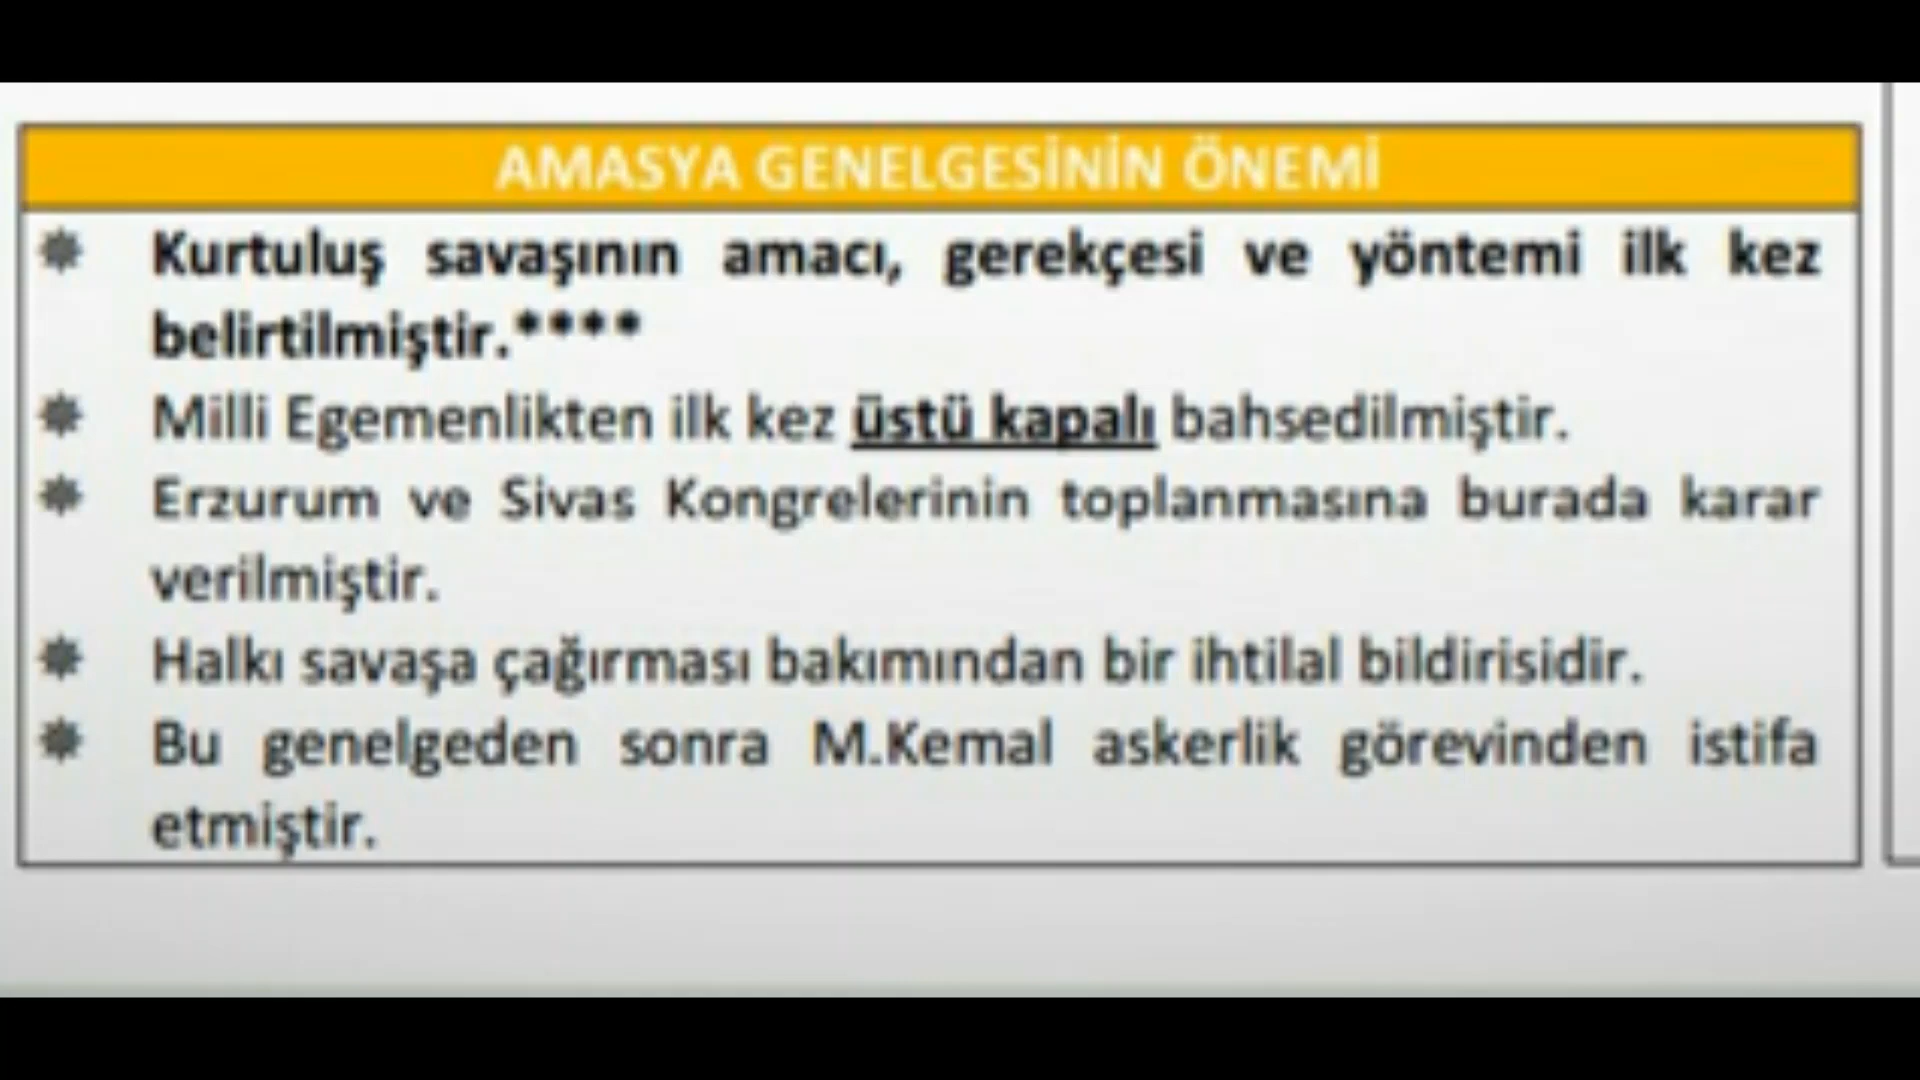 AMASYA GENELGESİNİN ÖNEMİ
Kurtuluş savaşının amacı, gerekçesi ve yöntemi ilk kez
belirtilmiştir.****
Milli Egemenlikten ilk kez üstü kapalı bahsedilmiştir.
Erzurum ve Sivas Kongrelerinin toplanmasına burada karar
verilmiştir.
Halkı savaşa çağırması bakımından bir ihtilal bildirisidir.
Bu genelgeden sonra M.Kemal askerlik görevinden istifa
etmiştir.